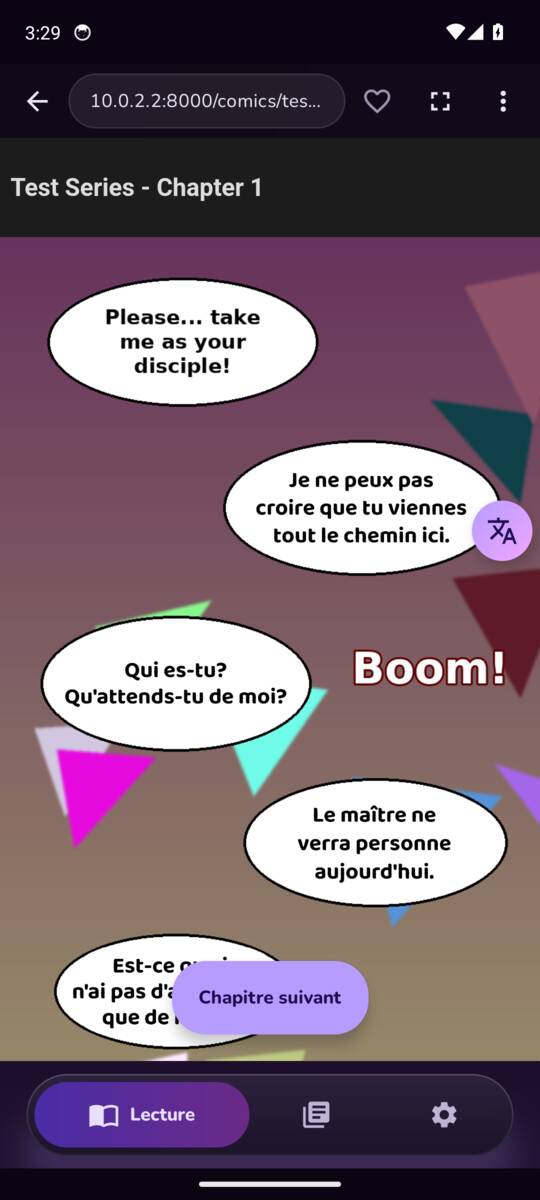 3:29
10.0.2.2:8000/comics/tes...
Test Series - Chapter 1
Please... take
me as your
disciple!
Je ne peux pas
croire que tu viennes
tout le chemin ici.
Qui es-tu?
Qu'attends-tu de moi?
Boom!
Le maître ne
verra personne
aujourd'hui.
Est-ce
n'ai pas
que de
Chapitre suivant
Lecture